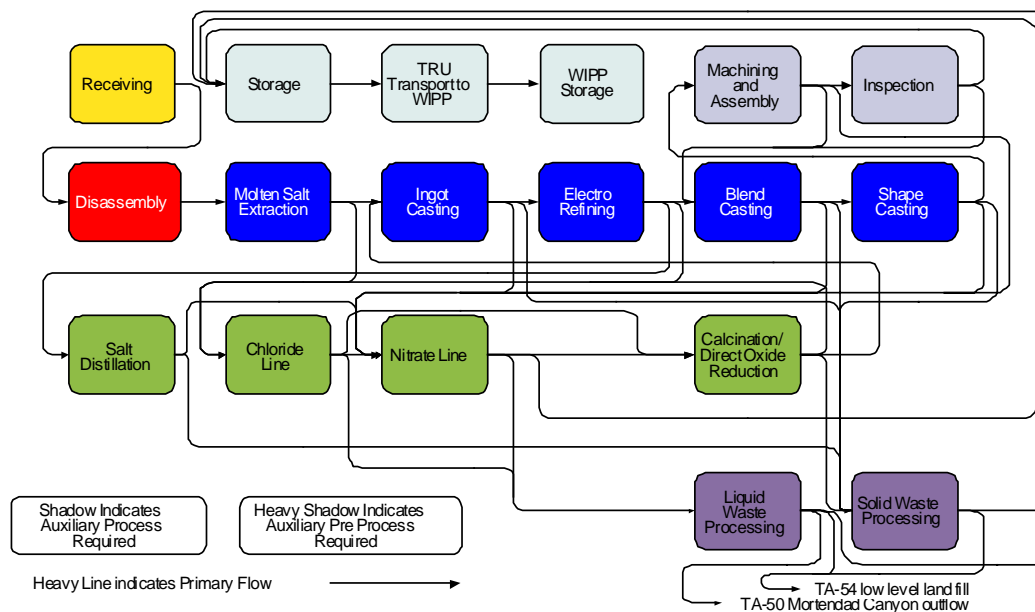 Receiving
Storage
TRU
Transport to
WIPP
WIPP
Storage
Machining
and
Assembly
Inspection
Disassembly
Molten Salt
Extraction
Ingot
Casting
Electro
Refining
Blend
Casting
Shape
Casting
Salt
Distillation
Chloride
Line
Nitrate Line
Calcination/
Direct Oxide
Reduction
Liquid
Waste
Processing
Solid Waste
Processing
Shadow Indicates
Auxiliary Process
Required
Heavy Shadow Indicates
Auxiliary Pre Process
Required
Heavy Line indicates Primary Flow
TA-54 low level land fill
TA-50 Mortendad Canyon outflow